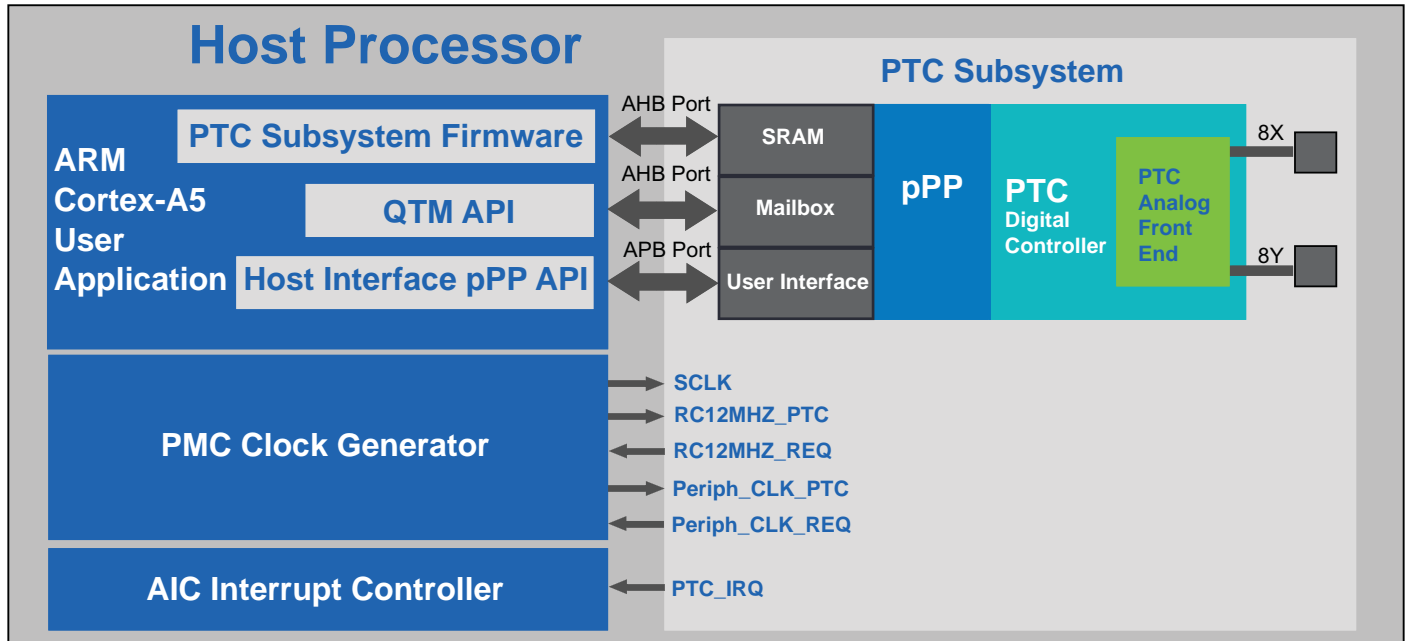 Host Processor
PTC Subsystem
ARM
Cortex-A5
User
Application
PTC Subsystem Firmware
QTM API
Host Interface pPP API
AHB Port
AHB Port
APB Port
SRAM
Mailbox
User Interface
pPP
PTC
Digital
Controller
PTC
Analog
Front
End
8X
8Y
PMC Clock Generator
SCLK
RC12MHZ_PTC
RC12MHZ_REQ
Periph_CLK_PTC
Periph_CLK_REQ
AIC Interrupt Controller
PTC_IRQ